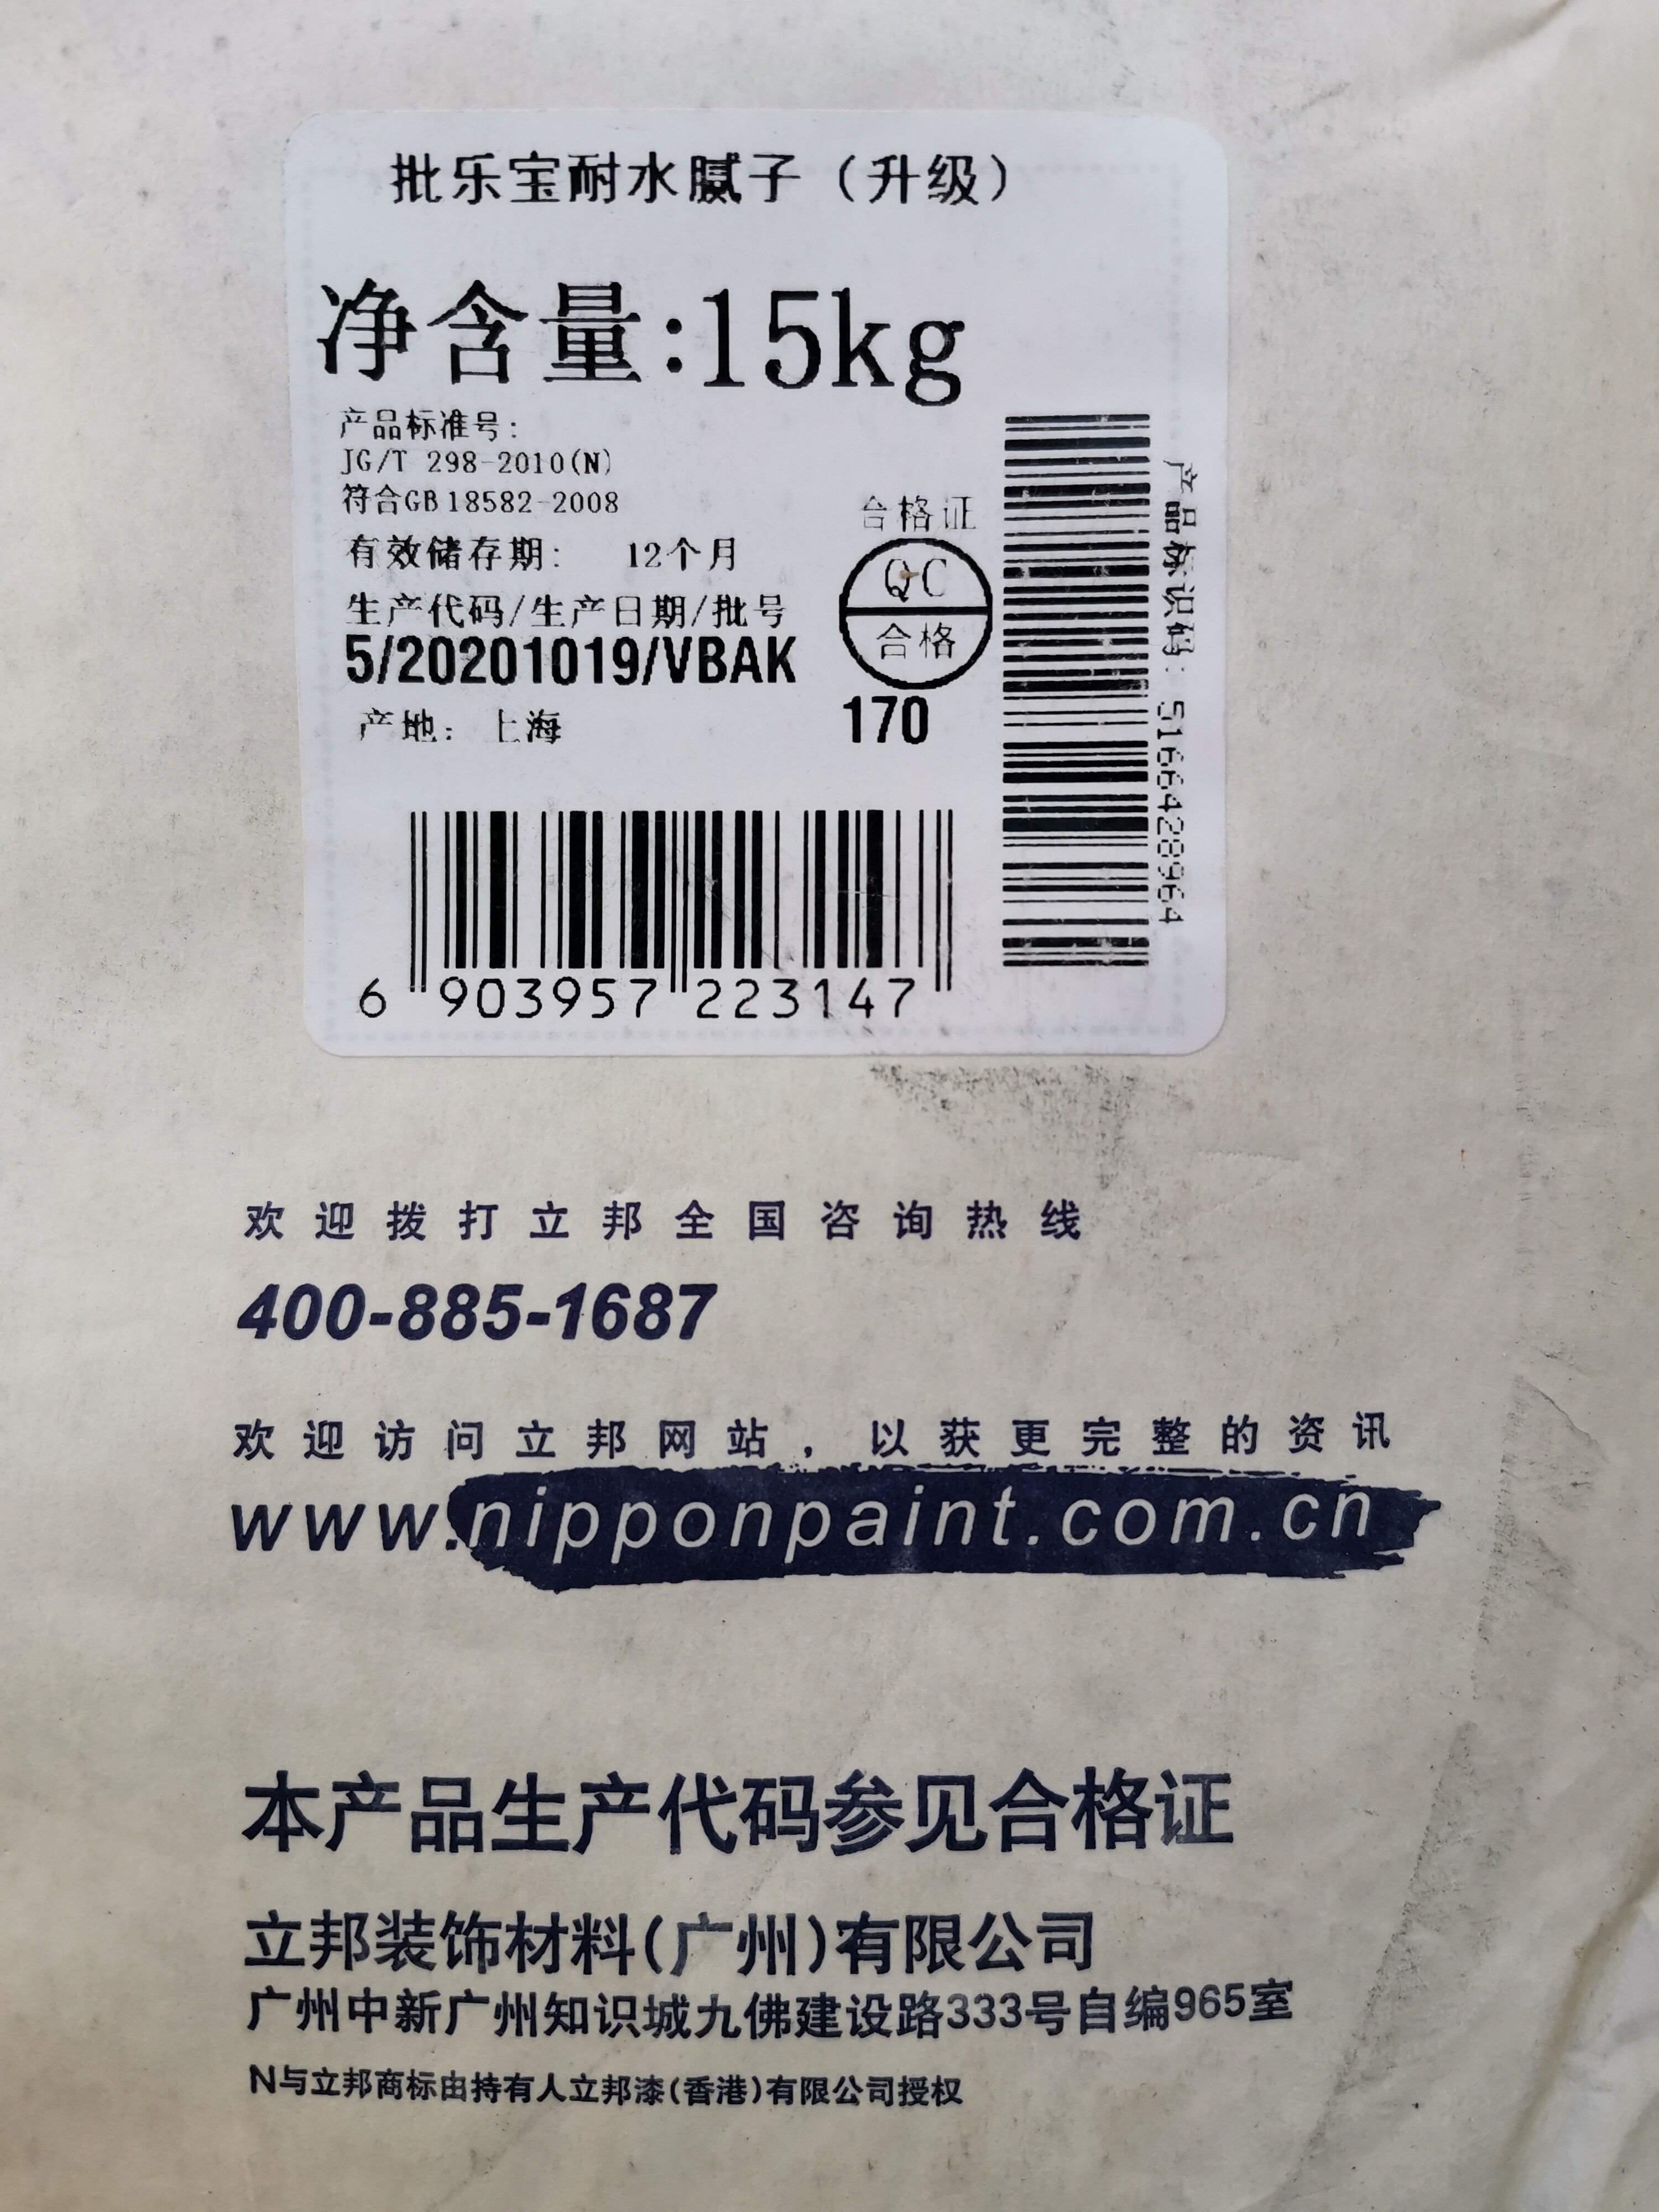 批乐宝耐水腻子（升级）
净含量:15kg
产品标准号:
JG/T 298-2010(N)
符合GB18582-2008
有效储存期: 12个月
生产代码/生产日期/批号
5/20201019/VBAK
产地: 上海
合格证
QC
合格
170
产品标识码: 5166428964
6 903957 223147
欢迎拨打立邦全国咨询热线
400-885-1687
欢迎访问立邦网站，以获更完整的资讯
www.nipponpaint.com.cn
本产品生产代码参见合格证
立邦装饰材料(广州)有限公司
广州中新广州知识城九佛建设路333号自编965室
N与立邦商标由持有人立邦漆(香港)有限公司授权